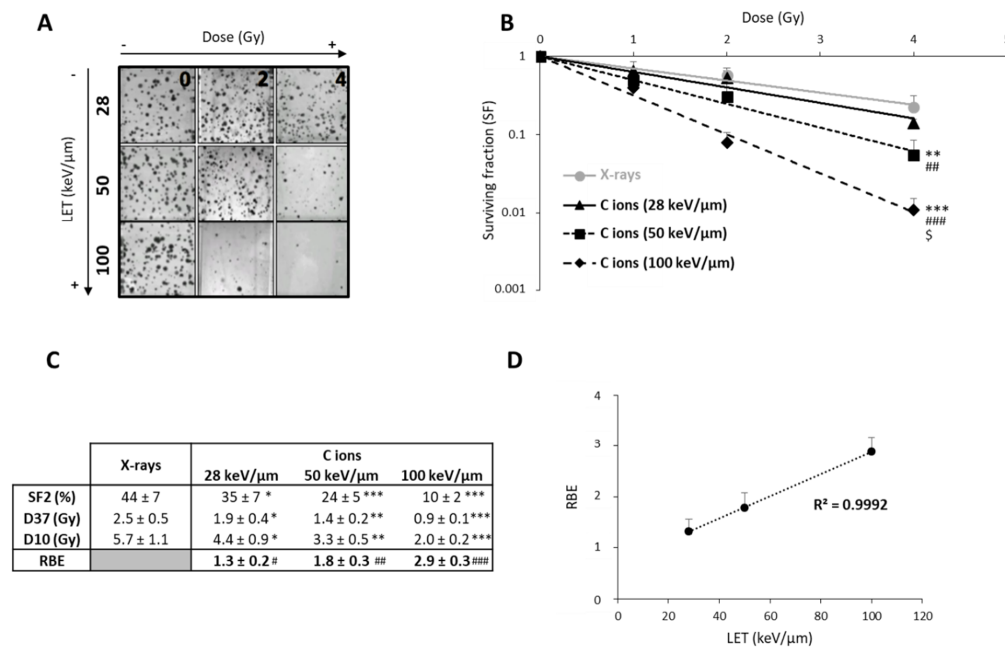 A
Dose (Gy)
-
+
-
LET (keV/µm)
+
0
2
4
28
50
100
B
Dose (Gy)
0
1
2
3
4
Surviving fraction (SF)
1
0.1
0.01
0.001
X-rays
C ions (28 keV/µm)
C ions (50 keV/µm)
C ions (100 keV/µm)
**
##
***
###
$
C
X-rays
C ions
28 keV/µm 50 keV/µm 100 keV/µm
SF2 (%) 44 ± 7 35 ± 7 * 24 ± 5 *** 10 ± 2 ***
D37 (Gy) 2.5 ± 0.5 1.9 ± 0.4 * 1.4 ± 0.2 ** 0.9 ± 0.1 ***
D10 (Gy) 5.7 ± 1.1 4.4 ± 0.9 * 3.3 ± 0.5 ** 2.0 ± 0.2 ***
RBE 1.3 ± 0.2 # 1.8 ± 0.3 ## 2.9 ± 0.3 ###
D
RBE
4
3
2
1
0
R² = 0.9992
0 20 40 60 80 100 120
LET (keV/µm)